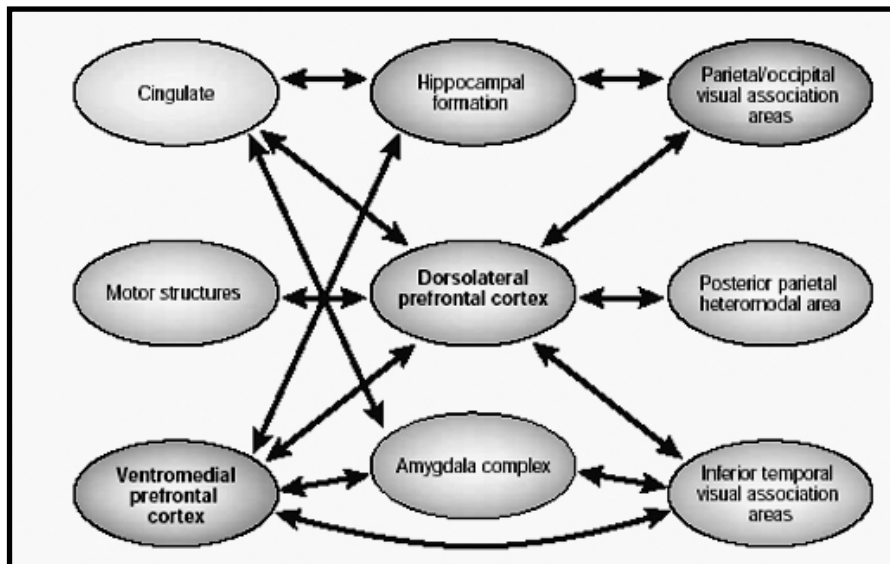 Cingulate
Hippocampal
formation
Parietal/occipital
visual association
areas
Motor structures
Dorsolateral
prefrontal cortex
Posterior parietal
heteromodal area
Ventromedial
prefrontal
cortex
Amygdala complex
Inferior temporal
visual association
areas